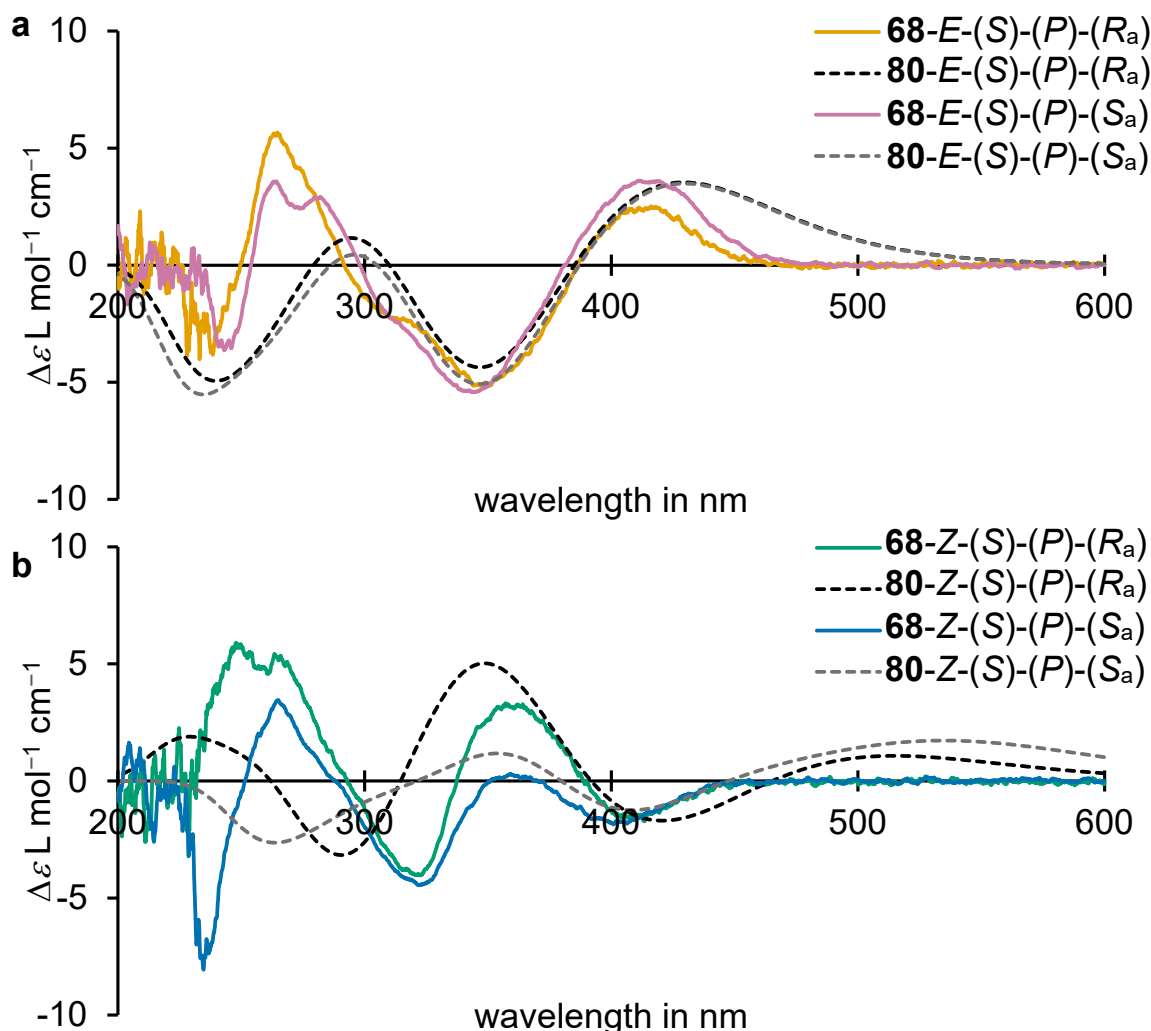 a
10
5
0
-5
-10
Δε L mol⁻¹ cm⁻¹
200
300
400
500
600
wavelength in nm
68-E-(S)-(P)-(Rₐ)
80-E-(S)-(P)-(Rₐ)
68-E-(S)-(P)-(Sₐ)
80-E-(S)-(P)-(Sₐ)
b
10
5
0
-5
-10
Δε L mol⁻¹ cm⁻¹
200
300
400
500
600
wavelength in nm
68-Z-(S)-(P)-(Rₐ)
80-Z-(S)-(P)-(Rₐ)
68-Z-(S)-(P)-(Sₐ)
80-Z-(S)-(P)-(Sₐ)